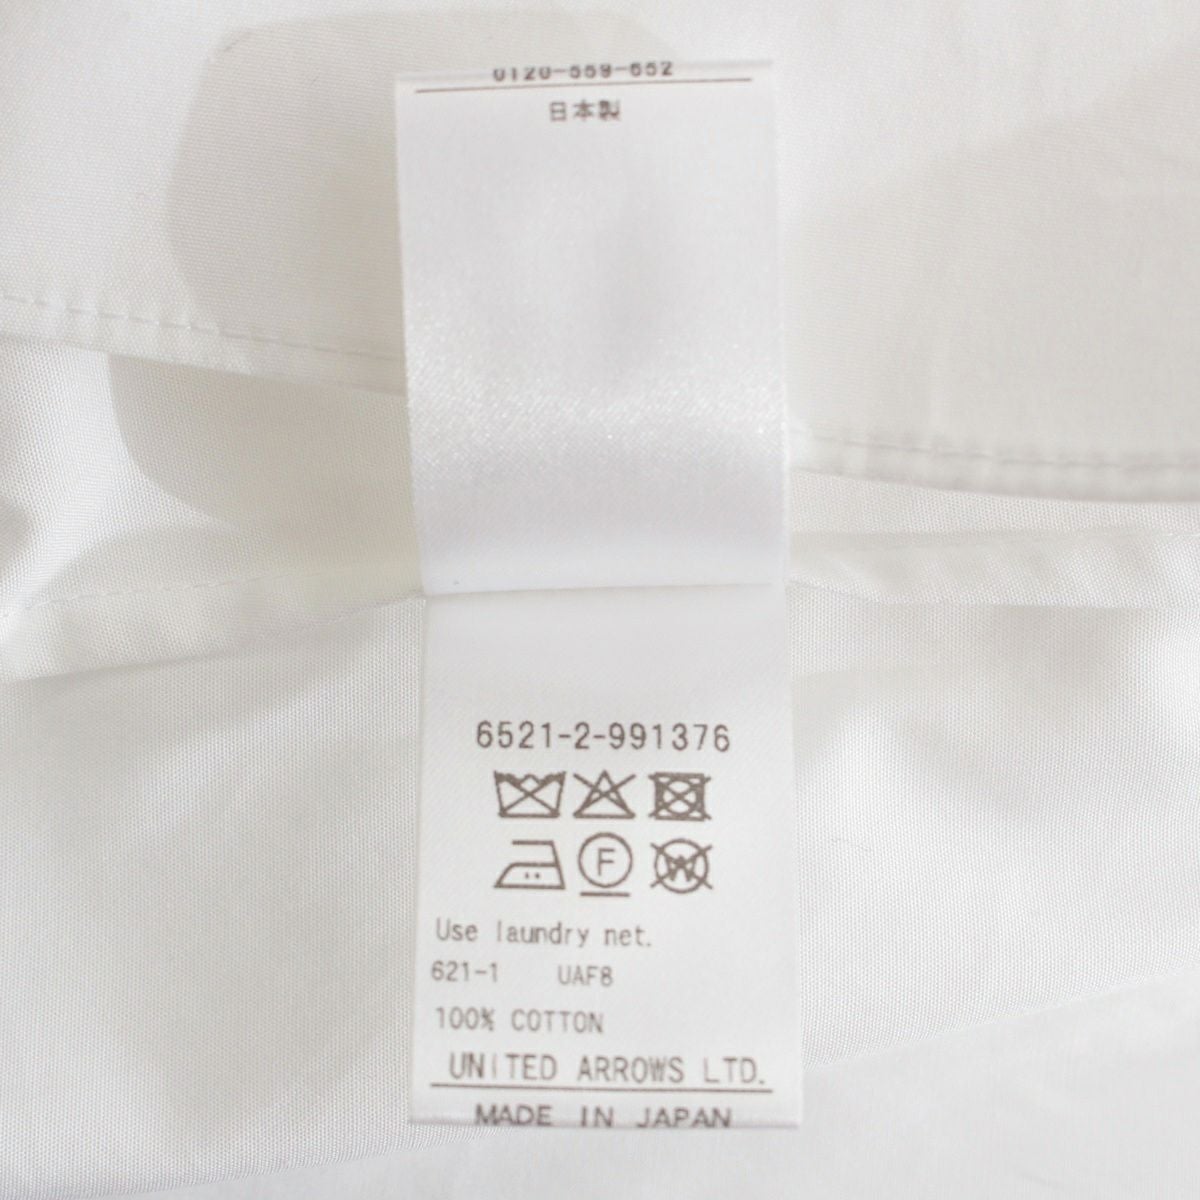 0120-559-652
日本製
6521-2-991376
F
W
Use laundry net.
621-1 UAF8
100% COTTON
UNITED ARROWS LTD.
MADE IN JAPAN